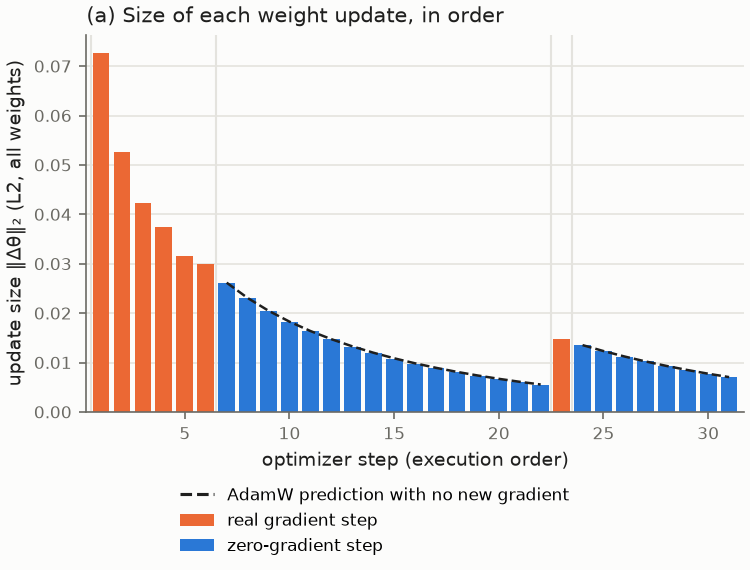 (a) Size of each weight update, in order
update size ‖Δθ‖₂ (L2, all weights)
0.07
0.06
0.05
0.04
0.03
0.02
0.01
0.00
5 10 15 20 25 30
optimizer step (execution order)
AdamW prediction with no new gradient
real gradient step
zero-gradient step